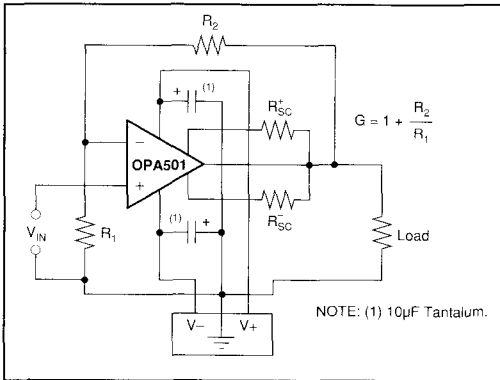 R2
(1)
+
R+SC
G = 1 + R2/R1
−
OPA501
+
R−SC
(1)
+
VIN
R1
Load
V−
V+
NOTE: (1) 10µF Tantalum.